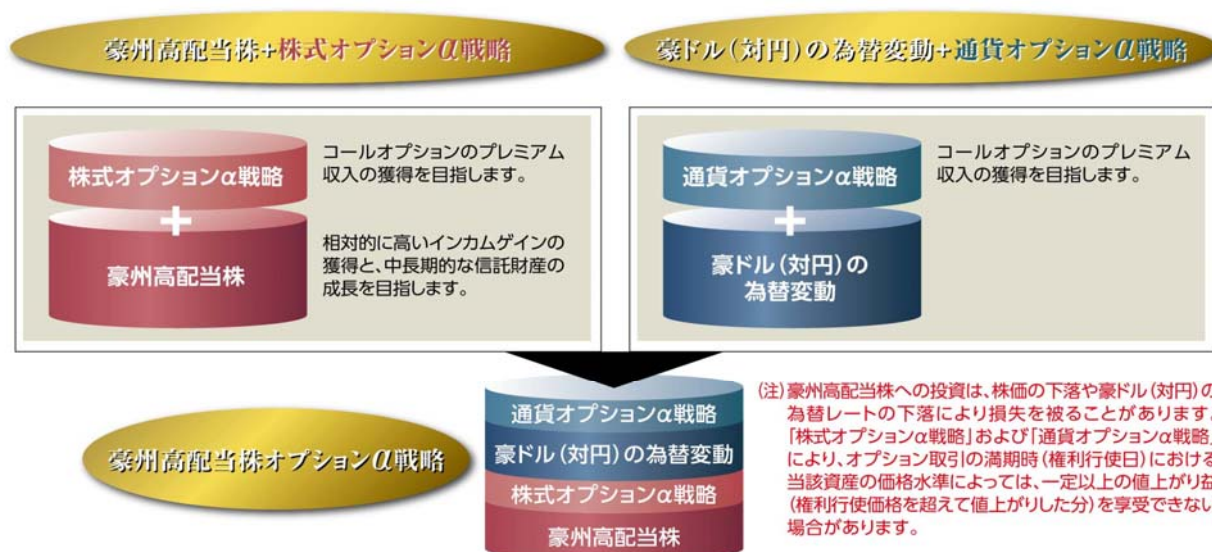 豪州高配当株+株式オプションα戦略
豪ドル(対円)の為替変動+通貨オプションα戦略
株式オプションα戦略
+
豪州高配当株
コールオプションのプレミアム
収入の獲得を目指します。
相対的に高いインカムゲインの
獲得と、中長期的な信託財産の
成長を目指します。
通貨オプションα戦略
+
豪ドル(対円)の
為替変動
コールオプションのプレミアム
収入の獲得を目指します。
豪州高配当株オプションα戦略
通貨オプションα戦略
豪ドル(対円)の為替変動
株式オプションα戦略
豪州高配当株
(注)豪州高配当株への投資は、株価の下落や豪ドル(対円)の
為替レートの下落により損失を被ることがあります。
「株式オプションα戦略」および「通貨オプションα戦略」
により、オプション取引の満期時(権利行使日)における
当該資産の価格水準によっては、一定以上の値上がり益
(権利行使価格を超えて値上がりした分)を享受できない
場合があります。